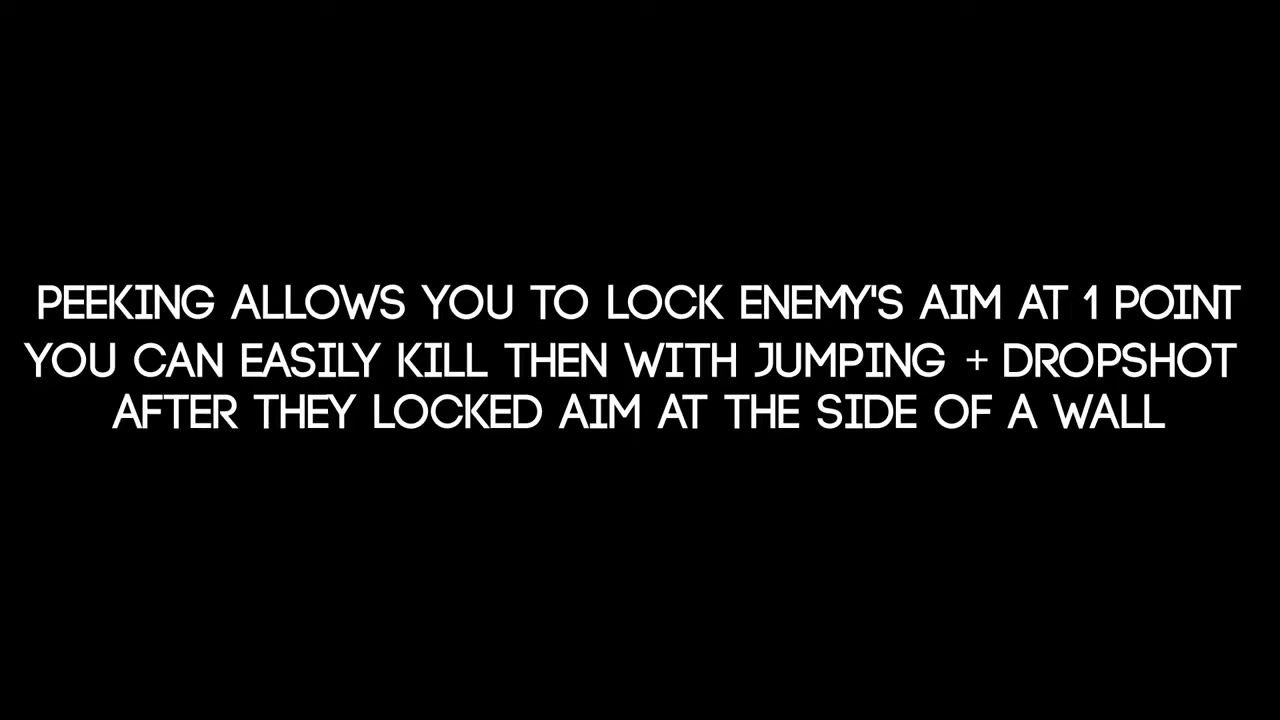 PEEKING ALLOWS YOU TO LOCK ENEMY'S AIM AT 1 POINT
YOU CAN EASILY KILL THEN WITH JUMPING + DROPSHOT
AFTER THEY LOCKED AIM AT THE SIDE OF A WALL